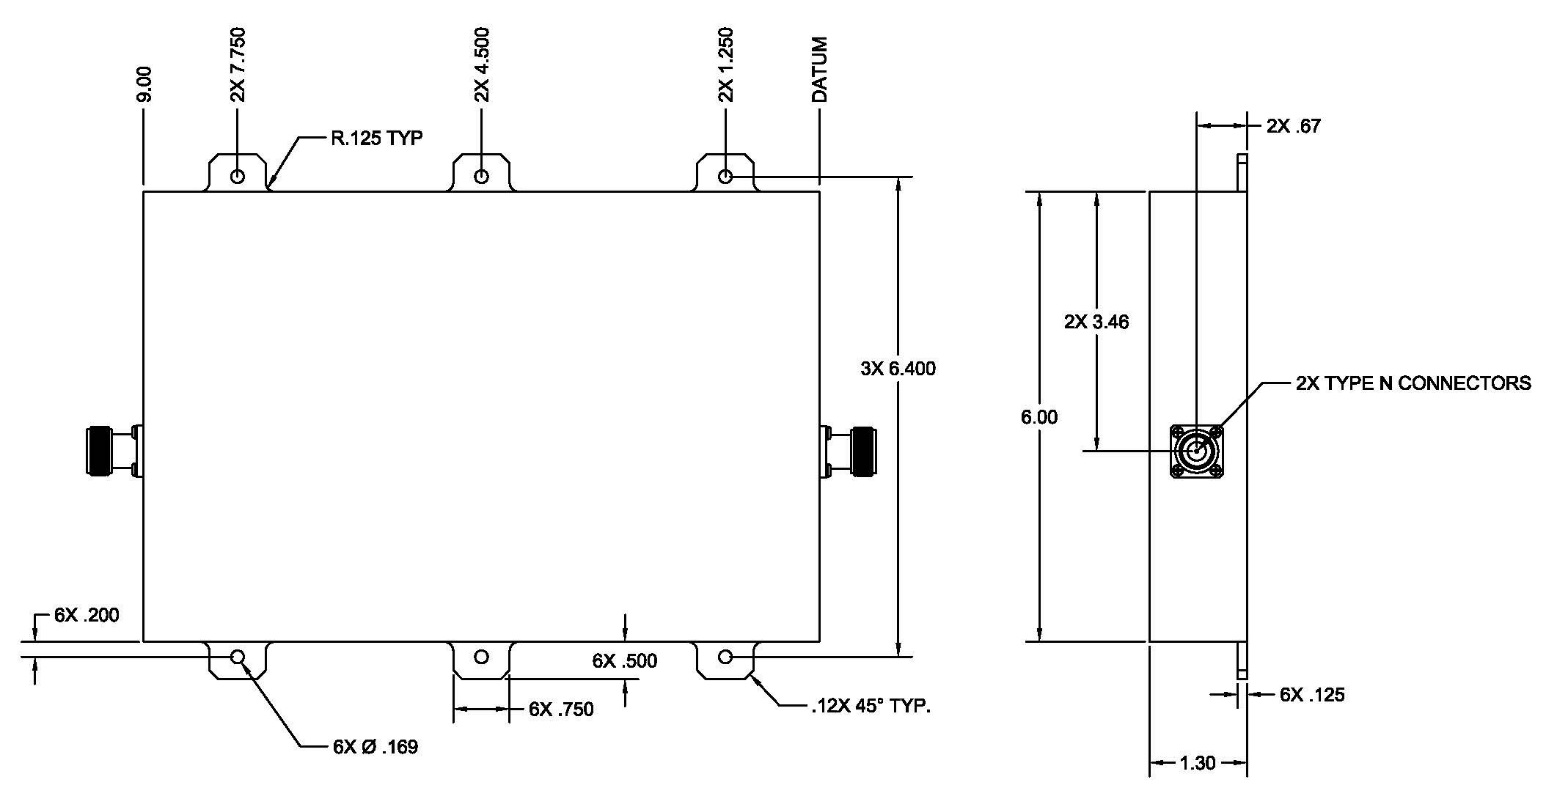 9.00
2X 7.750
2X 4.500
2X 1.250
DATUM
R.125 TYP
2X .67
2X 3.46
3X 6.400
2X TYPE N CONNECTORS
6.00
6X .200
6X .500
6X .750
.12X 45° TYP.
6X .125
6X Ø .169
1.30